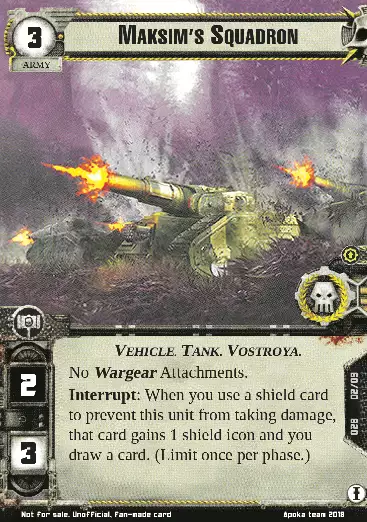 3
Maksim's Squadron
ARMY
Vehicle. Tank. Vostroya.
No Wargear Attachments.
Interrupt: When you use a shield card
to prevent this unit from taking damage,
that card gains 1 shield icon and you
draw a card. (Limit once per phase.)
2
3
Not for sale. Unofficial. Fan-made card
Apoka team 2018